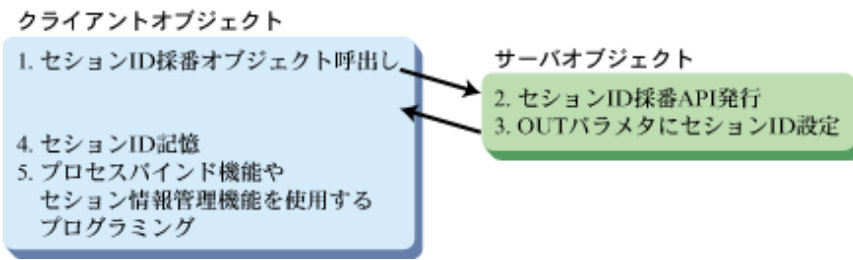 クライアントオブジェクト
1. セションID採番オブジェクト呼出し
4. セションID記憶
5. プロセスバインド機能や
セション情報管理機能を使用する
プログラミング
サーバオブジェクト
2. セションID採番API発行
3. OUTパラメタにセションID設定